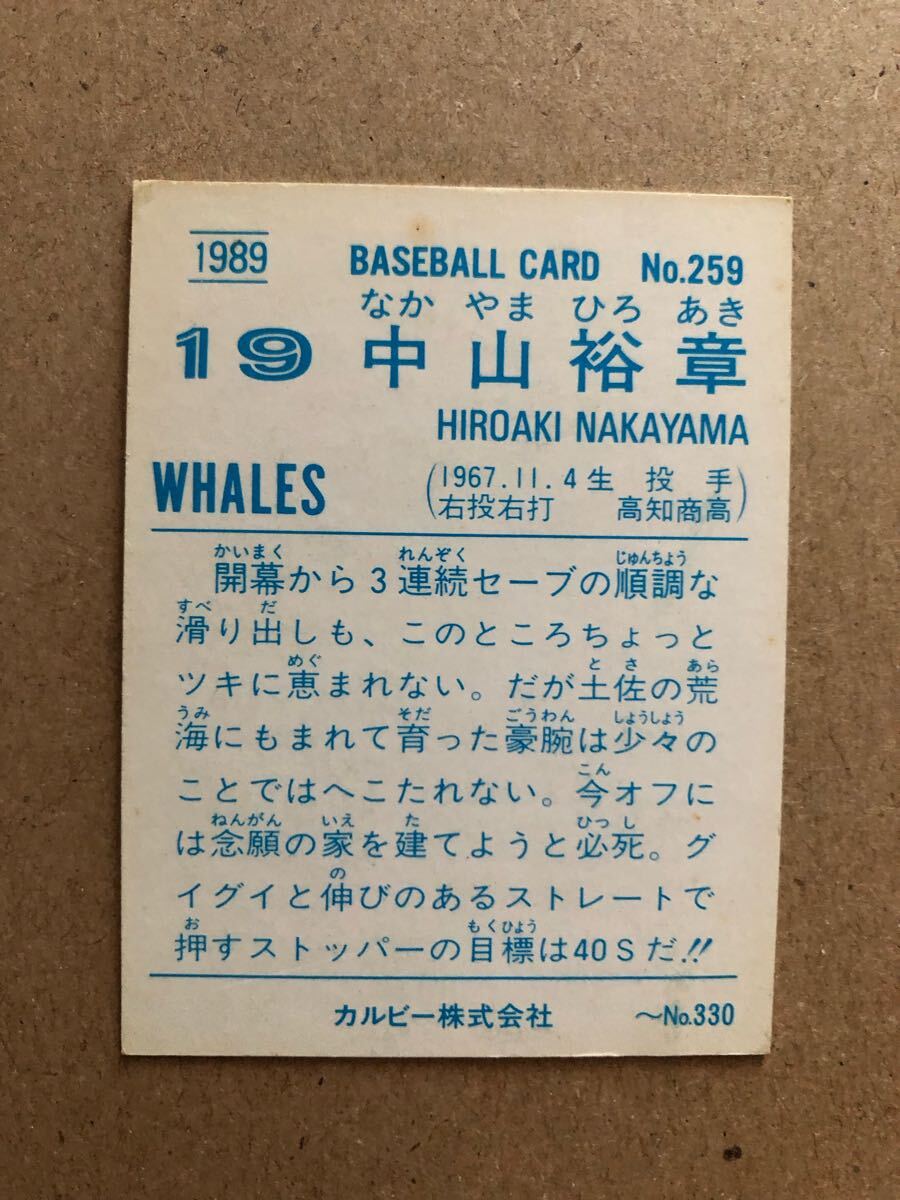 1989 BASEBALL CARD No.259
なか やま ひろ あき
19 中山裕章
HIROAKI NAKAYAMA
WHALES
(1967.11.4生 投手
右投右打 高知商高)
かいまく れんぞく じゅんちょう
開幕から3連続セーブの順調な
すべ だ
滑り出しも、このところちょっと
めぐ とさ あら
ツキに恵まれない。だが土佐の荒
うみ そだ ごうわん しょうしょう
海にもまれて育った豪腕は少々の
こん
ことではへこたれない。今オフに
ねんがん いえ た ひっし
は念願の家を建てようと必死。グ
の
イグイと伸びのあるストレートで
お もくひょう
押すストッパーの目標は40Sだ!!
カルビー株式会社 〜No.330